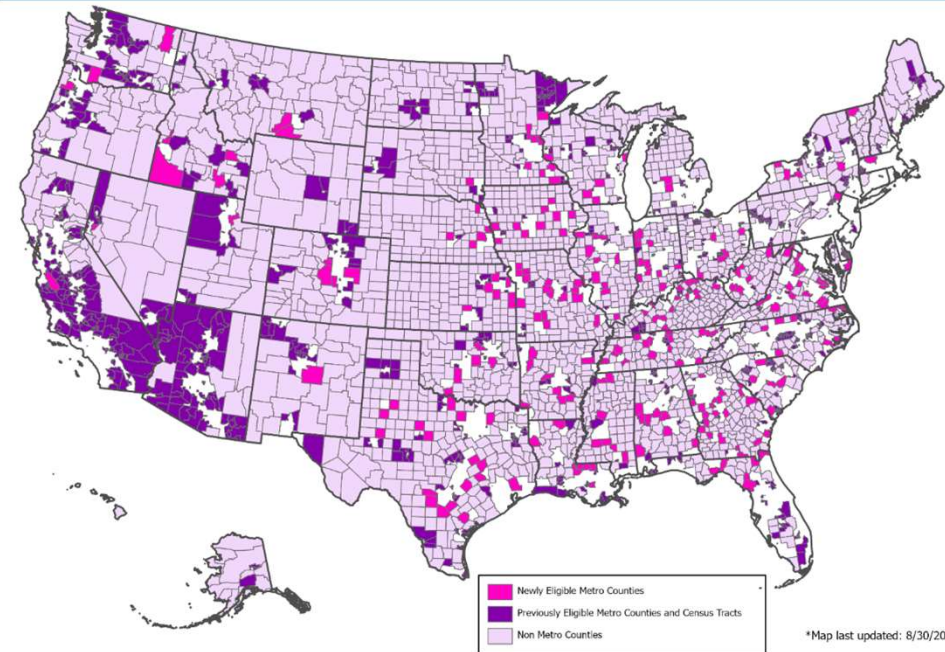 Newly Eligible Metro Counties
Previously Eligible Metro Counties and Census Tracts
Non Metro Counties
*Map last updated: 8/30/20